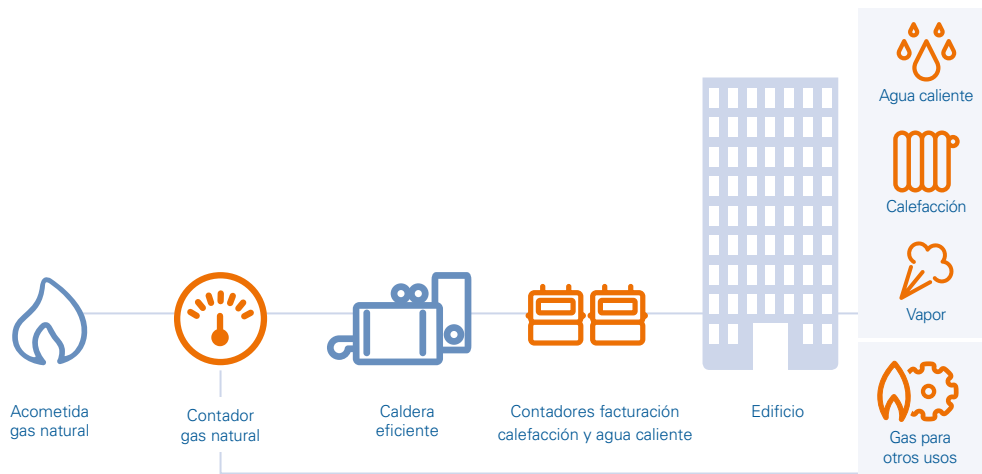 Agua caliente
Calefacción
Vapor
Acometida
gas natural
Contador
gas natural
Caldera
eficiente
Contadores facturación
calefacción y agua caliente
Edificio
Gas para
otros usos